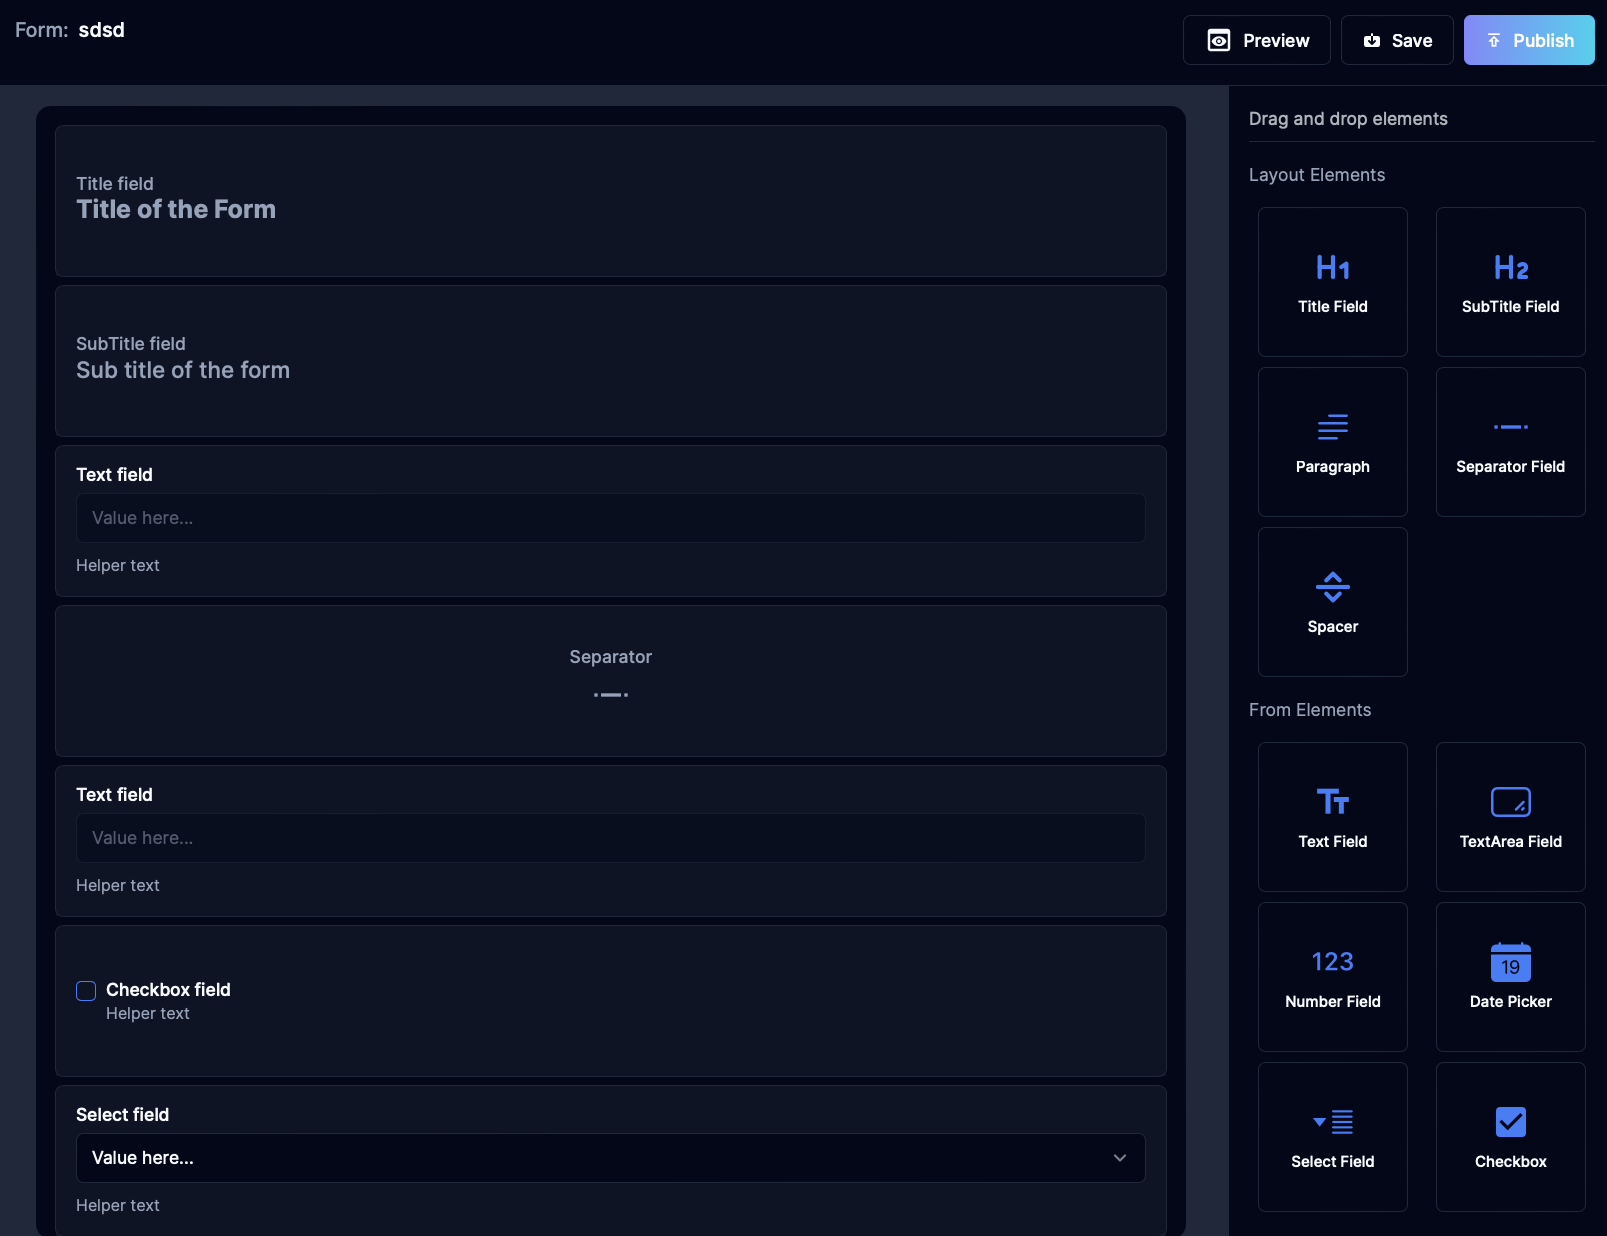 Form: sdsd
Preview
Save
Publish
Title field
Title of the Form
SubTitle field
Sub title of the form
Text field
Value here...
Helper text
Separator
Text field
Value here...
Helper text
Checkbox field
Helper text
Select field
Value here...
Helper text
Drag and drop elements
Layout Elements
H1
Title Field
H2
SubTitle Field
Paragraph
Separator Field
Spacer
From Elements
TT
Text Field
TextArea Field
123
Number Field
19
Date Picker
Select Field
Checkbox